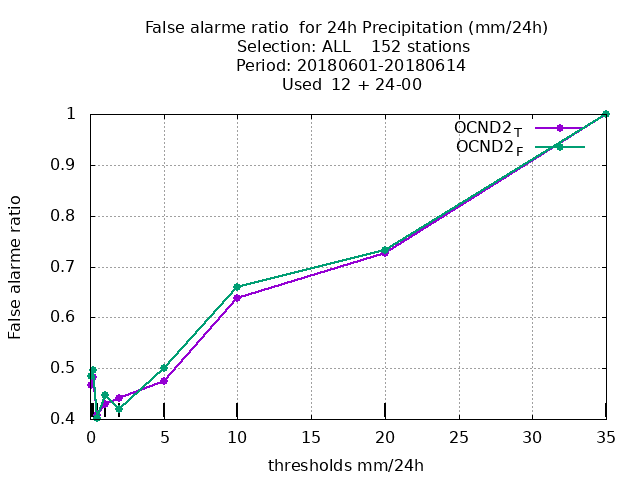 False alarme ratio  for 24h Precipitation (mm/24h)
Selection: ALL    152 stations
Period: 20180601-20180614
Used  12 + 24-00
OCND2T
OCND2F
1
0.9
0.8
0.7
0.6
0.5
0.4
False alarme ratio
0 5 10 15 20 25 30 35
thresholds mm/24h